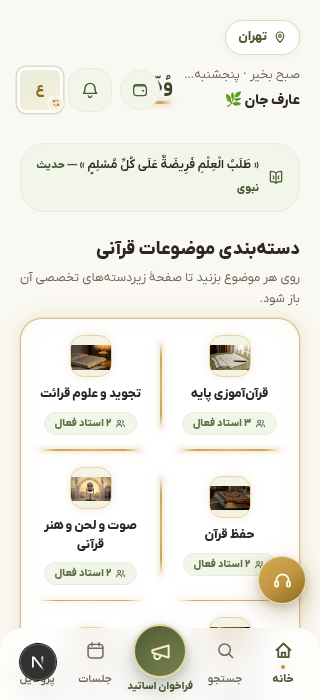 تهران
صبح بخیر · پنجشنبه...
عارف جان
ع
« طَلَبُ الْعِلْمِ فَرِیضَةٌ عَلَى كُلِّ مُسْلِمٍ » — حدیث
نبوی
دسته‌بندی موضوعات قرآنی
روی هر موضوع بزنید تا صفحهٔ زیردسته‌های تخصصی آن
باز شود.
قرآن‌آموزی پایه
۳ استاد فعال
تجوید و علوم قرائت
۲ استاد فعال
حفظ قرآن
۲ استاد فعال
صوت و لحن و هنر
قرآنی
۲ استاد فعال
خانه
جستجو
فراخوان اساتید
جلسات
پروفایل
N